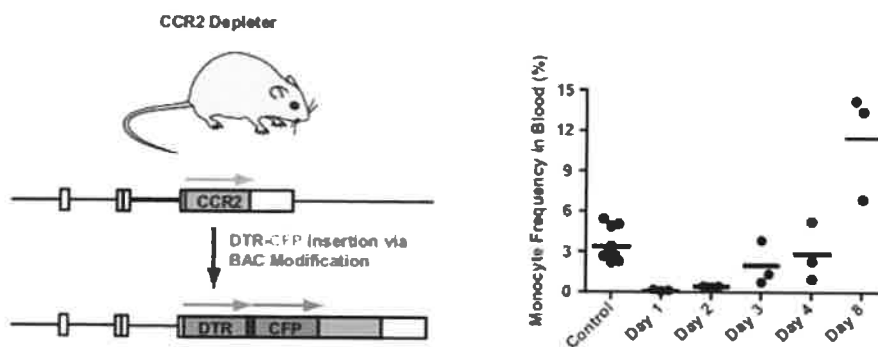 CCR2 Depleter
CCR2
DTR-CFP Insertion via
BAC Modification
DTR
CFP
Monocyte Frequency in Blood (%)
15
12
9
6
3
0
Control
Day 1
Day 2
Day 3
Day 4
Day 8